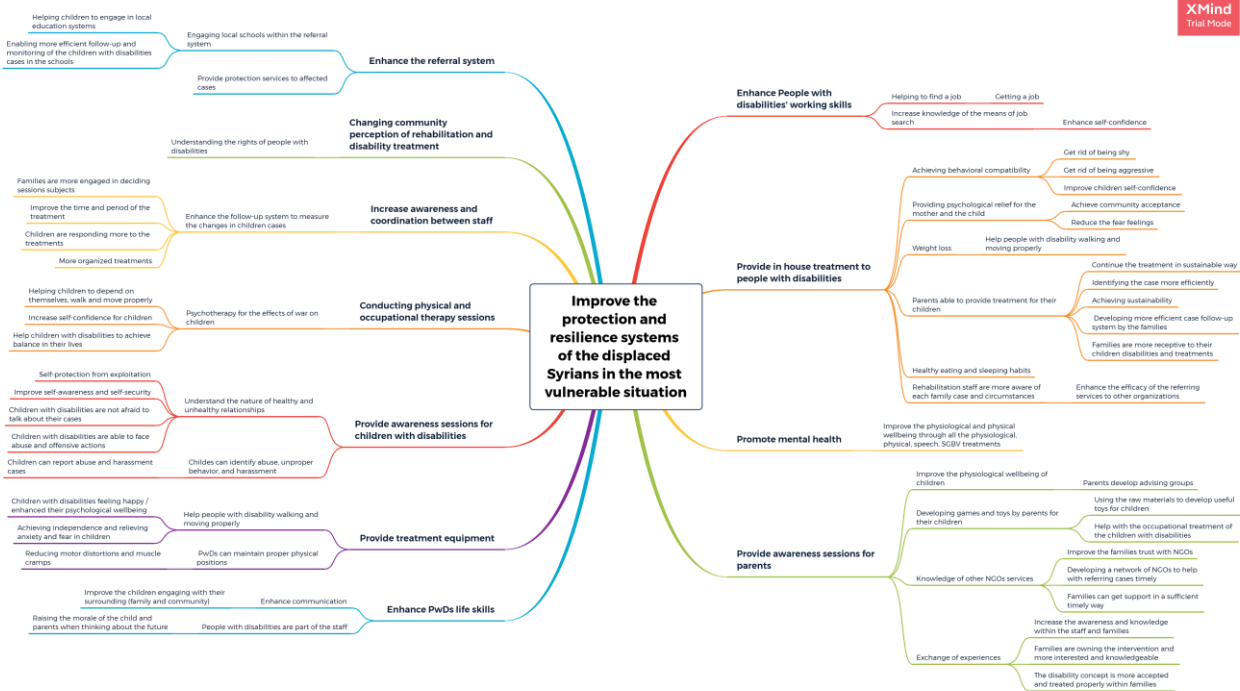 XMind
Trial Mode
Helping children to engage in local
education systems
Enabling more efficient follow-up and
monitoring of the children with disabilities
cases in the schools
Engaging local schools within the referral
system
Provide protection services to affected
cases
Enhance the referral system
Understanding the rights of people with
disabilities
Changing community
perception of rehabilitation and
disability treatment
Families are more engaged in deciding
sessions subjects
Improve the time and period of the
treatment
Children are responding more to the
treatments
More organized treatments
Enhance the follow-up system to measure
the changes in children cases
Increase awareness and
coordination between staff
Helping children to depend on
themselves, walk and move properly
Increase self-confidence for children
Help children with disabilities to achieve
balance in their lives
Psychotherapy for the effects of war on
children
Conducting physical and
occupational therapy sessions
Self-protection from exploitation
Improve self-awareness and self-security
Children with disabilities are not afraid to
talk about their cases
Children with disabilities are able to face
abuse and offensive actions
Understand the nature of healthy and
unhealthy relationships
Children can report abuse and harassment
cases
Childes can identify abuse, unproper
behavior, and harassment
Provide awareness sessions for
children with disabilities
Children with disabilities feeling happy /
enhanced their psychological wellbeing
Achieving independence and relieving
anxiety and fear in children
Help people with disability walking and
moving properly
Reducing motor distortions and muscle
cramps
PwDs can maintain proper physical
positions
Provide treatment equipment
Improve the children engaging with their
surrounding (family and community)
Enhance communication
Raising the morale of the child and
parents when thinking about the future
People with disabilities are part of the staff
Enhance PwDs life skills
Improve the
protection and
resilience systems
of the displaced
Syrians in the most
vulnerable situation
Enhance People with
disabilities' working skills
Helping to find a job
Getting a job
Increase knowledge of the means of job
search
Enhance self-confidence
Provide in house treatment to
people with disabilities
Achieving behavioral compatibility
Get rid of being shy
Get rid of being aggressive
Improve children self-confidence
Providing psychological relief for the
mother and the child
Achieve community acceptance
Reduce the fear feelings
Weight loss
Help people with disability walking and
moving properly
Parents able to provide treatment for their
children
Continue the treatment in sustainable way
Identifying the case more efficiently
Achieving sustainability
Developing more efficient case follow-up
system by the families
Families are more receptive to their
children disabilities and treatments
Healthy eating and sleeping habits
Rehabilitation staff are more aware of
each family case and circumstances
Enhance the efficacy of the referring
services to other organizations
Promote mental health
Improve the physiological and physical
wellbeing through all the physiological,
physical, speech, SGBV treatments
Provide awareness sessions for
parents
Improve the physiological wellbeing of
children
Parents develop advising groups
Developing games and toys by parents for
their children
Using the raw materials to develop useful
toys for children
Help with the occupational treatment of
the children with disabilities
Knowledge of other NGOs services
Improve the families trust with NGOs
Developing a network of NGOs to help
with referring cases timely
Families can get support in a sufficient
timely way
Exchange of experiences
Increase the awareness and knowledge
within the staff and families
Families are owning the intervention and
more interested and knowledgeable
The disability concept is more accepted
and treated properly within families